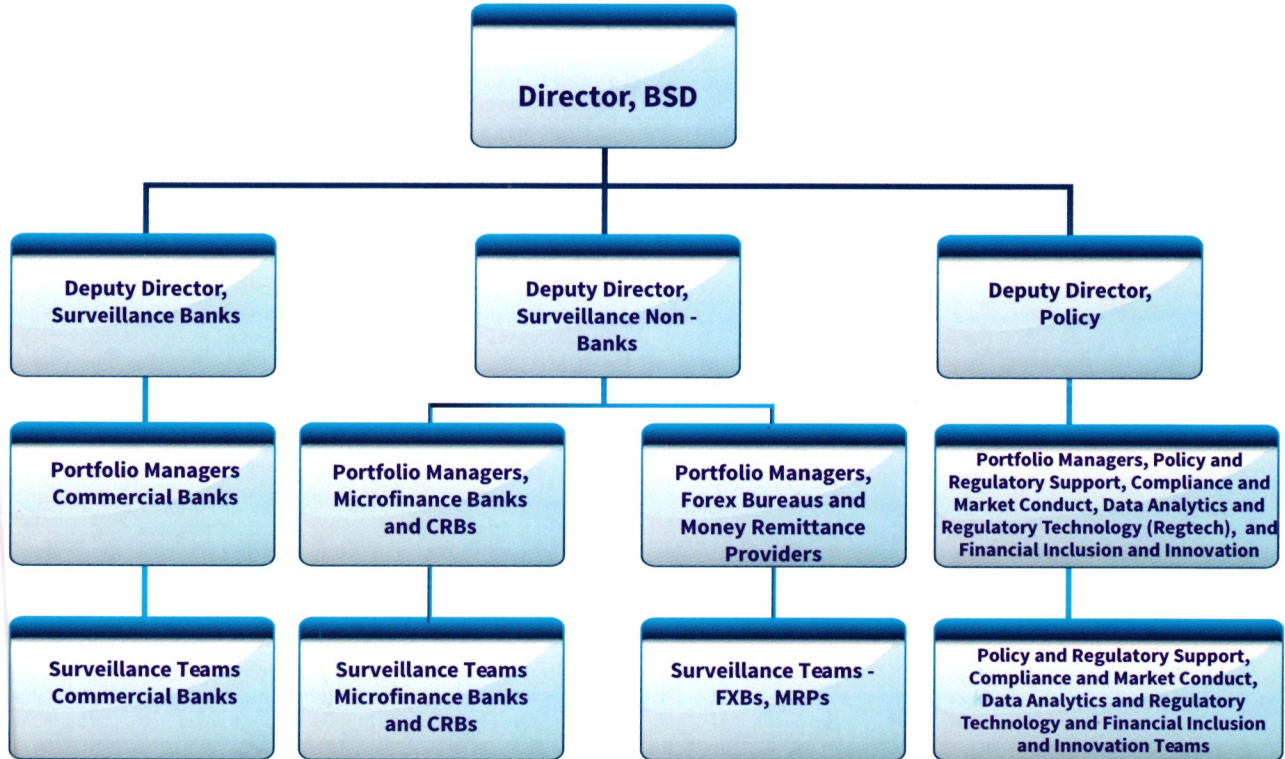 Director, BSD
Deputy Director,
Surveillance Banks
Deputy Director,
Surveillance Non -
Banks
Deputy Director,
Policy
Portfolio Managers
Commercial Banks
Portfolio Managers,
Microfinance Banks
and CRBs
Portfolio Managers,
Forex Bureaus and
Money Remittance
Providers
Portfolio Managers, Policy and
Regulatory Support, Compliance and
Market Conduct, Data Analytics and
Regulatory Technology (Regtech), and
Financial Inclusion and Innovation
Surveillance Teams
Commercial Banks
Surveillance Teams
Microfinance Banks
and CRBs
Surveillance Teams -
FXBs, MRPs
Policy and Regulatory Support,
Compliance and Market Conduct,
Data Analytics and Regulatory
Technology and Financial Inclusion
and Innovation Teams